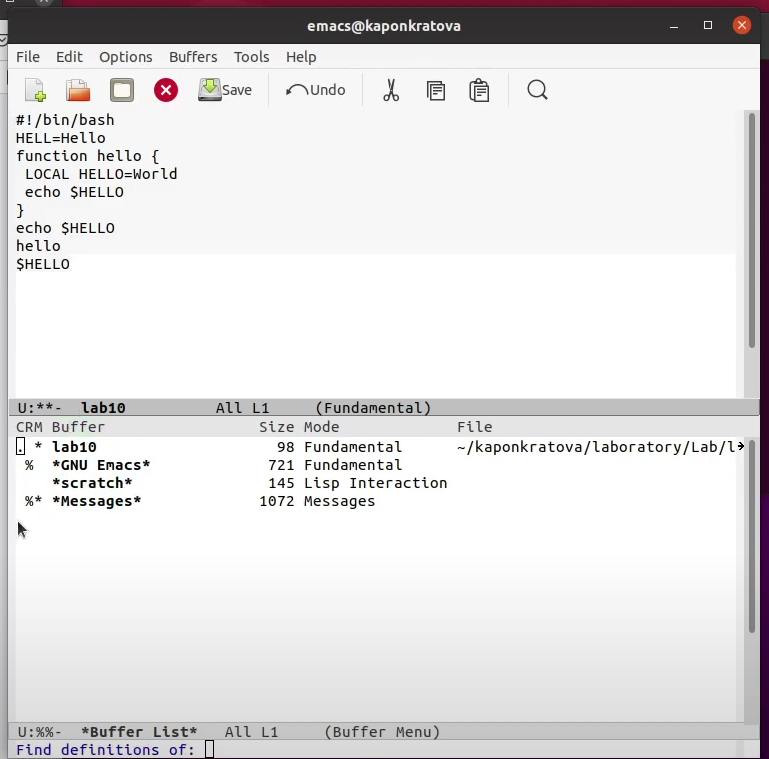 emacs@kaponkratova
File Edit Options Buffers Tools Help
Save Undo
#!/bin/bash
HELL=Hello
function hello {
 LOCAL HELLO=World
 echo $HELLO
}
echo $HELLO
hello
$HELLO
U:**-  lab10          All L1     (Fundamental)
CRM Buffer                 Size Mode             File
. * lab10                    98 Fundamental      ~/kaponkratova/laboratory/Lab/l
 %  *GNU Emacs*             721 Fundamental
    *scratch*               145 Lisp Interaction
 %* *Messages*             1072 Messages
U:%%-  *Buffer List*   All L1     (Buffer Menu)
Find definitions of: